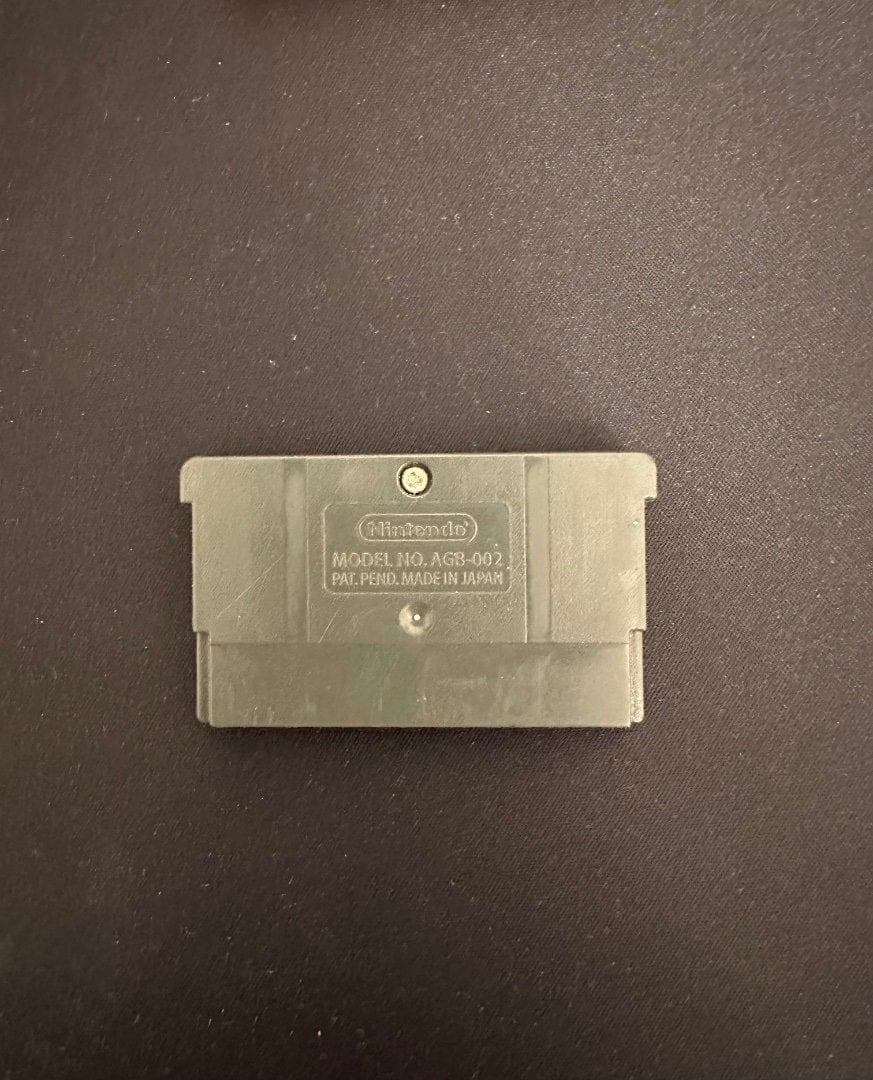 Nintendo®
MODEL NO. AGB-002
PAT. PEND. MADE IN JAPAN